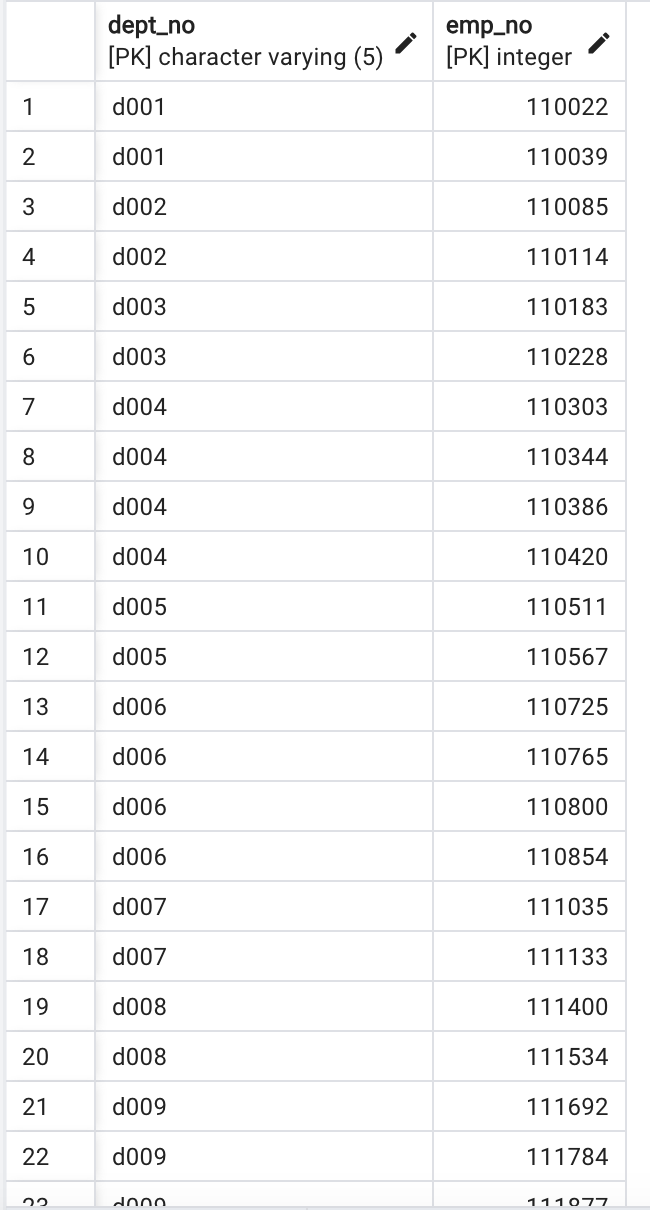 dept_no emp_no
[PK] character varying (5) [PK] integer
1 d001 110022
2 d001 110039
3 d002 110085
4 d002 110114
5 d003 110183
6 d003 110228
7 d004 110303
8 d004 110344
9 d004 110386
10 d004 110420
11 d005 110511
12 d005 110567
13 d006 110725
14 d006 110765
15 d006 110800
16 d006 110854
17 d007 111035
18 d007 111133
19 d008 111400
20 d008 111534
21 d009 111692
22 d009 111784
23 d009 111877